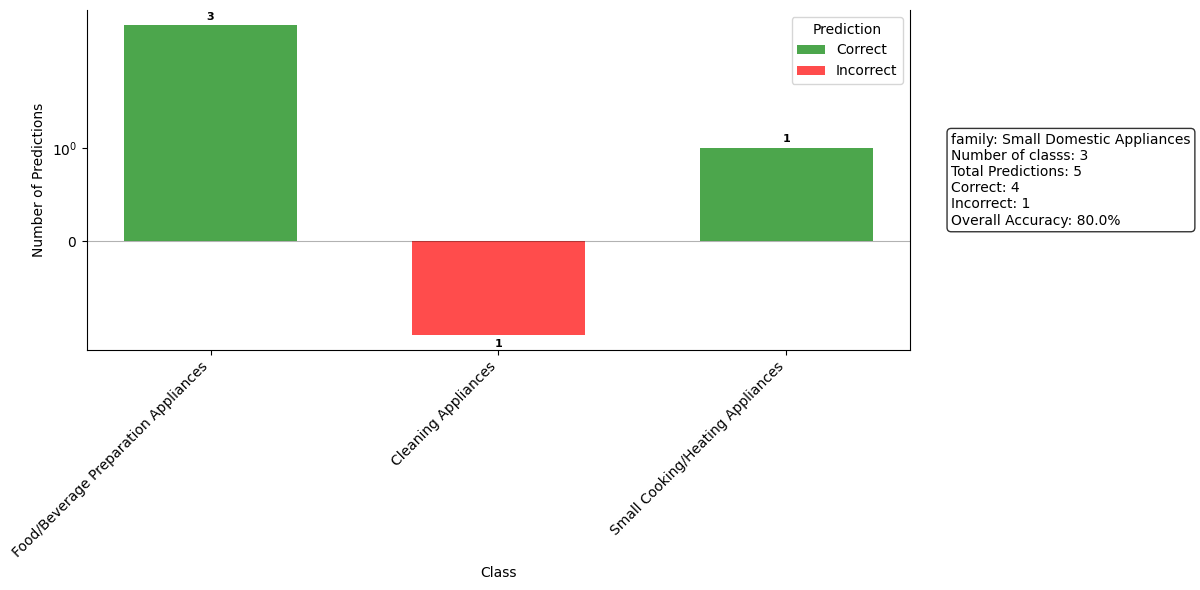 3
Prediction
Correct
Incorrect
Number of Predictions
10⁰
1
0
1
family: Small Domestic Appliances
Number of classs: 3
Total Predictions: 5
Correct: 4
Incorrect: 1
Overall Accuracy: 80.0%
Food/Beverage Preparation Appliances
Cleaning Appliances
Small Cooking/Heating Appliances
Class